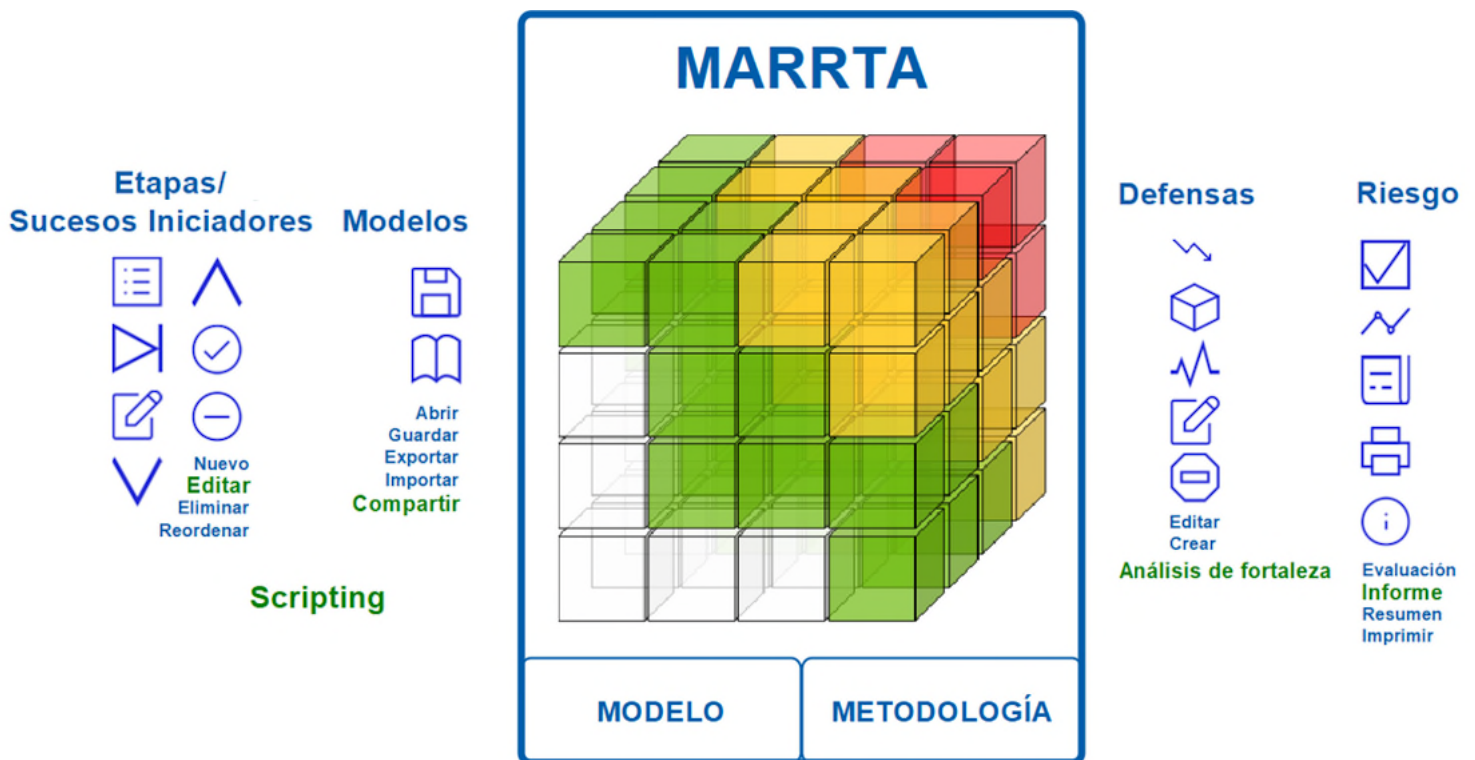 MARRTA
Etapas/
Sucesos Iniciadores
Nuevo
Editar
Eliminar
Reordenar
Modelos
Abrir
Guardar
Exportar
Importar
Compartir
Scripting
MODELO
METODOLOGÍA
Defensas
Editar
Crear
Análisis de fortaleza
Riesgo
Evaluación
Informe
Resumen
Imprimir